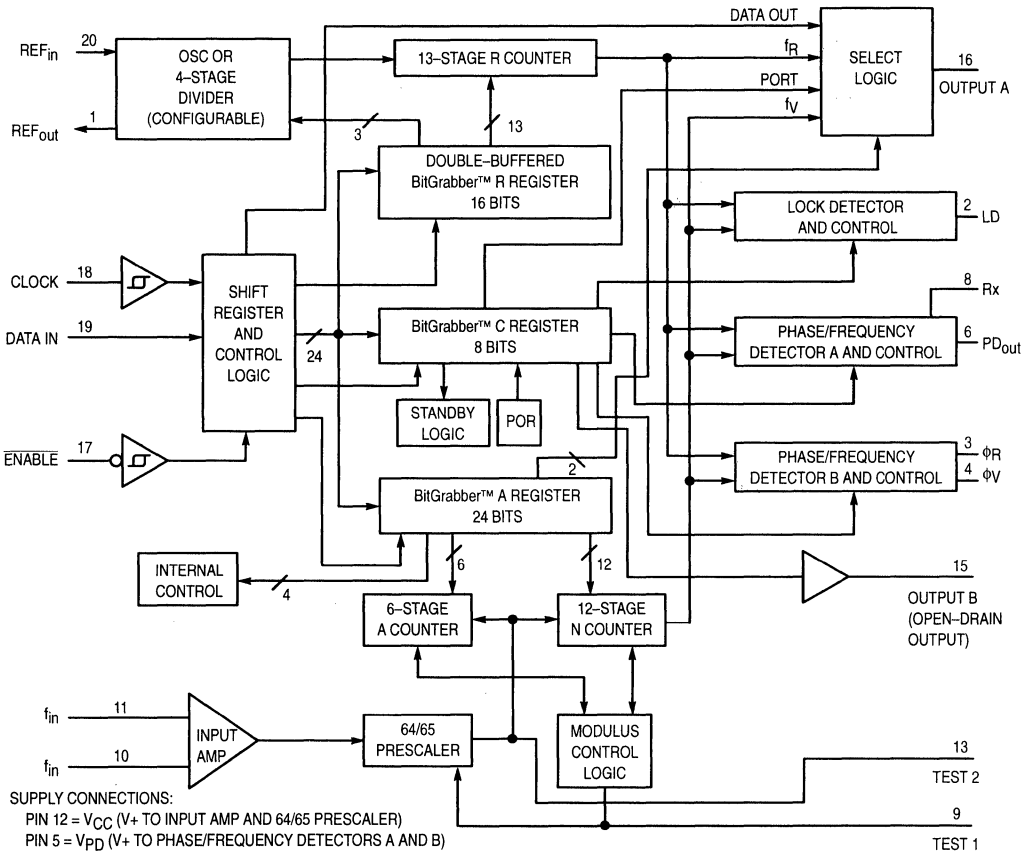 DATA OUT
REFin
20
OSC OR
4–STAGE
DIVIDER
(CONFIGURABLE)
13–STAGE R COUNTER
fR
SELECT
LOGIC
16
OUTPUT A
PORT
fV
REFout
1
3
13
DOUBLE–BUFFERED
BitGrabber™ R REGISTER
16 BITS
LOCK DETECTOR
AND CONTROL
2
LD
CLOCK
18
SHIFT
REGISTER
AND
CONTROL
LOGIC
8
Rx
DATA IN
19
24
BitGrabber™ C REGISTER
8 BITS
PHASE/FREQUENCY
DETECTOR A AND CONTROL
6
PDout
STANDBY
LOGIC
POR
ENABLE
17
2
PHASE/FREQUENCY
DETECTOR B AND CONTROL
3
ϕR
4
ϕV
BitGrabber™ A REGISTER
24 BITS
INTERNAL
CONTROL
4
6
12
15
OUTPUT B
(OPEN–DRAIN
OUTPUT)
6–STAGE
A COUNTER
12–STAGE
N COUNTER
fin
11
INPUT
AMP
fin
10
64/65
PRESCALER
MODULUS
CONTROL
LOGIC
13
TEST 2
9
TEST 1
SUPPLY CONNECTIONS:
PIN 12 = VCC (V+ TO INPUT AMP AND 64/65 PRESCALER)
PIN 5 = VPD (V+ TO PHASE/FREQUENCY DETECTORS A AND B)